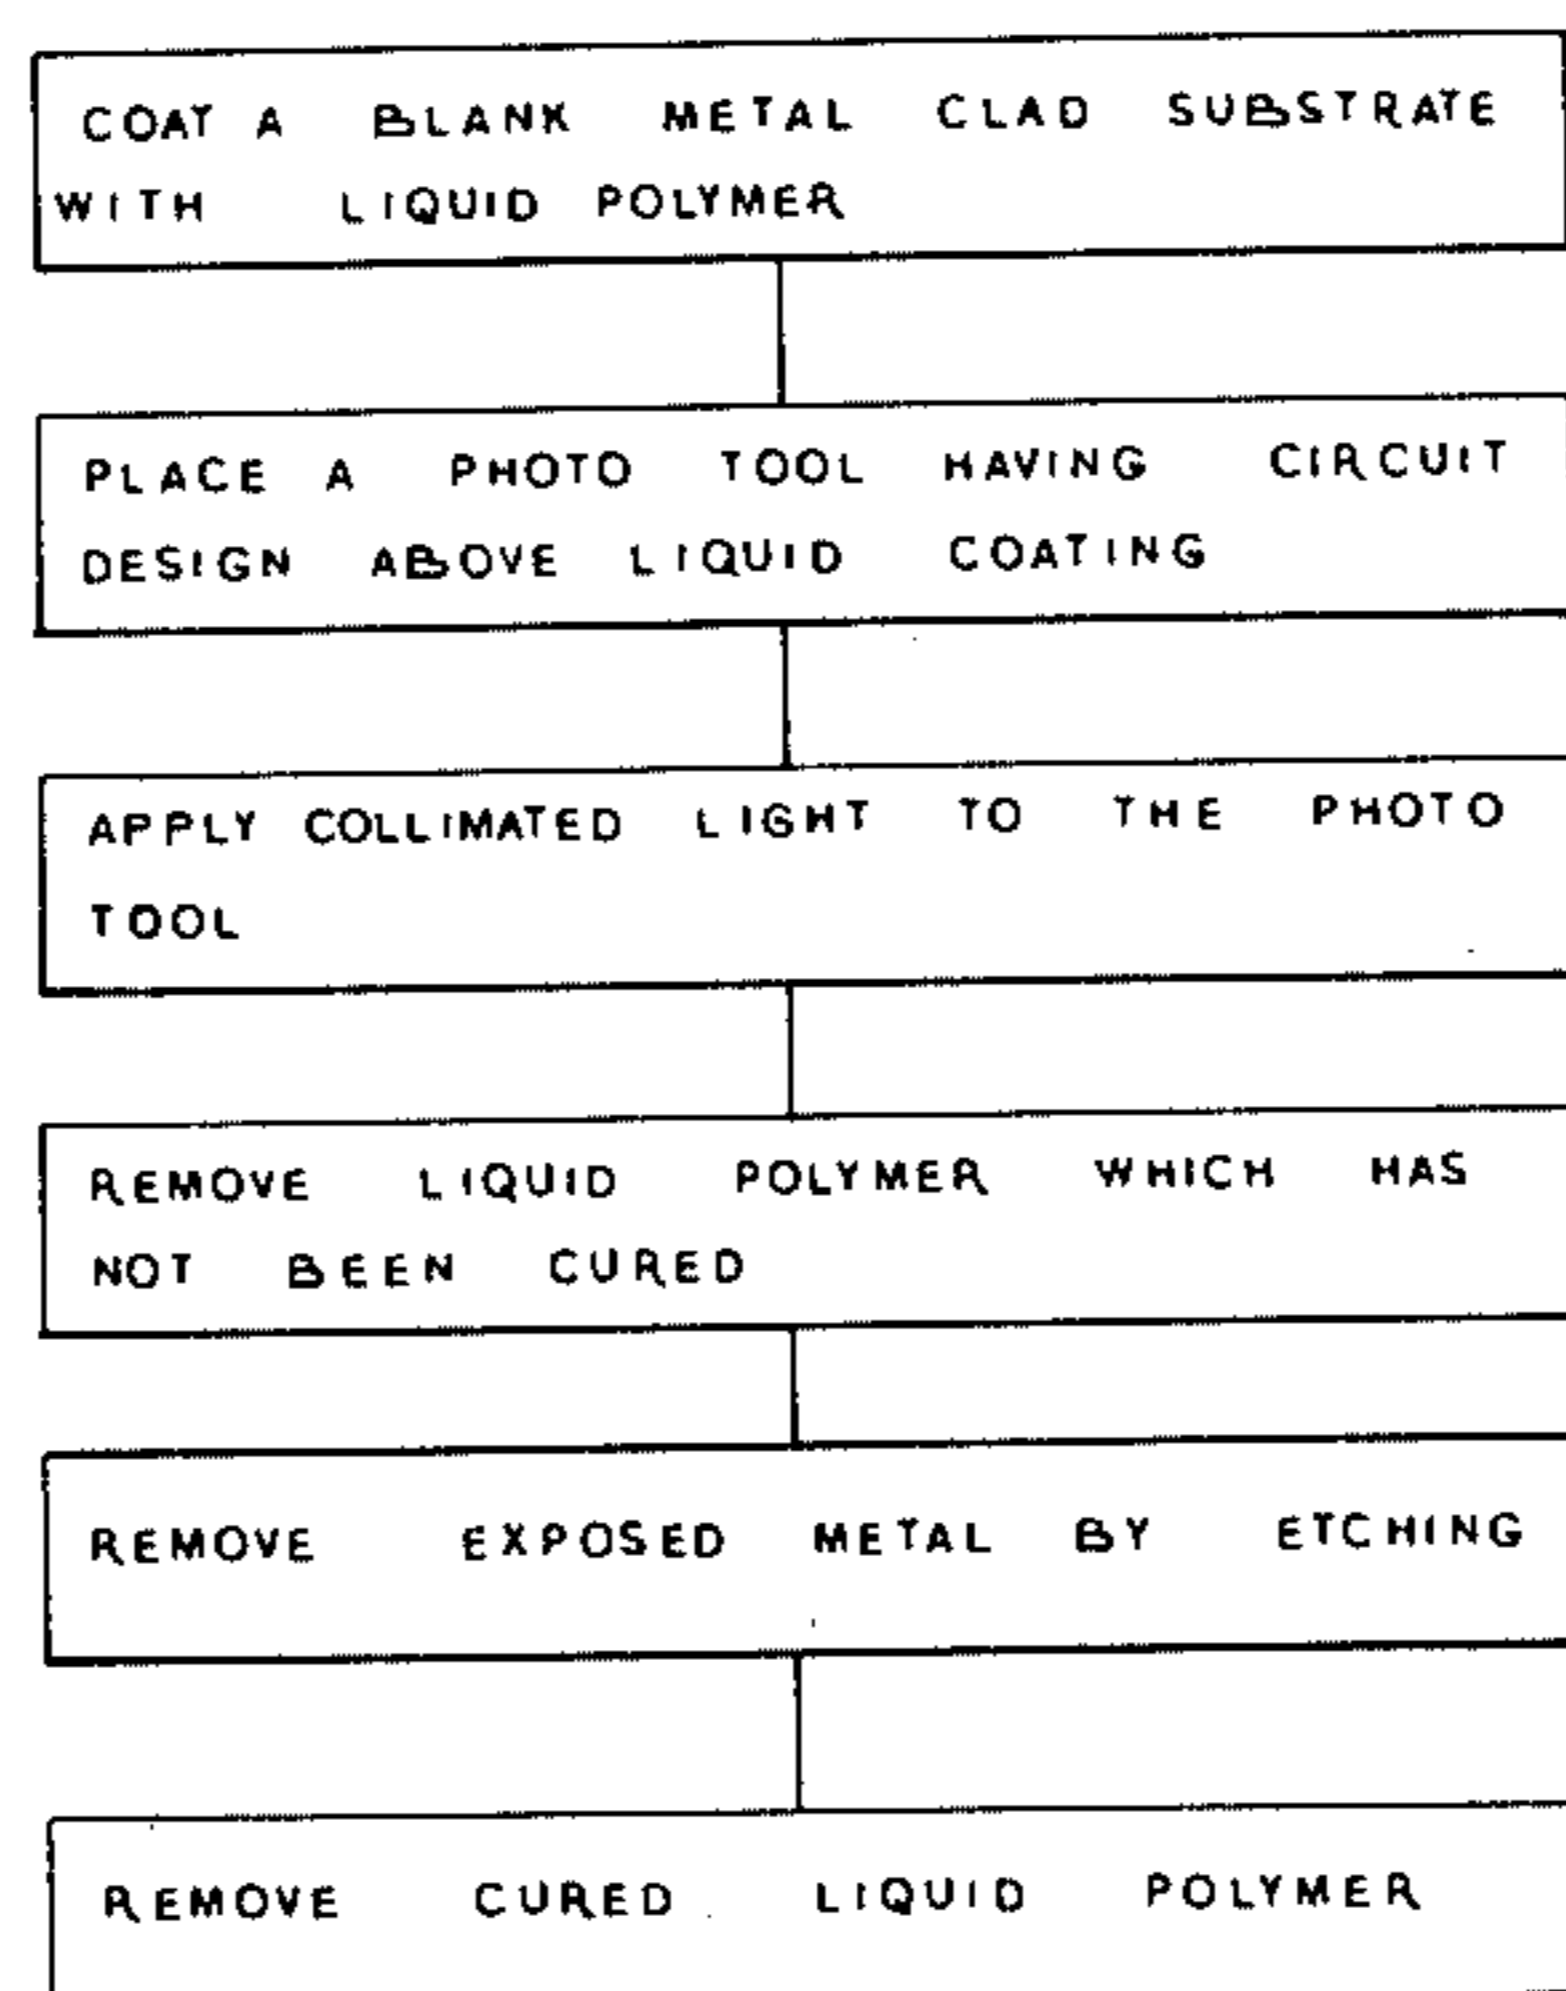 COAT A BLANK METAL CLAD SUBSTRATE
WITH LIQUID POLYMER
PLACE A PHOTO TOOL HAVING CIRCUIT
DESIGN ABOVE LIQUID COATING
APPLY COLLIMATED LIGHT TO THE PHOTO
TOOL
REMOVE LIQUID POLYMER WHICH HAS
NOT BEEN CURED
REMOVE EXPOSED METAL BY ETCHING
REMOVE CURED LIQUID POLYMER